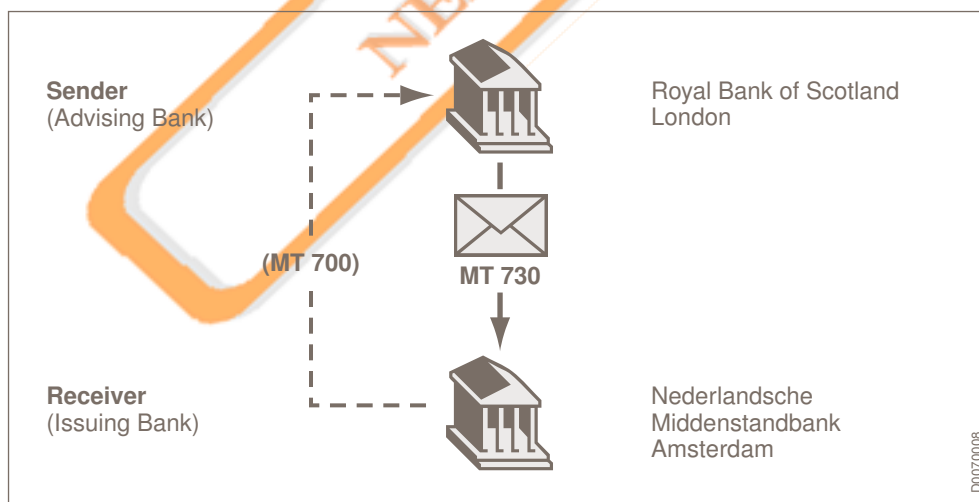 NE
Sender
(Advising Bank)
Royal Bank of Scotland
London
(MT 700)
MT 730
Receiver
(Issuing Bank)
Nederlandsche
Middenstandbank
Amsterdam
D0070008